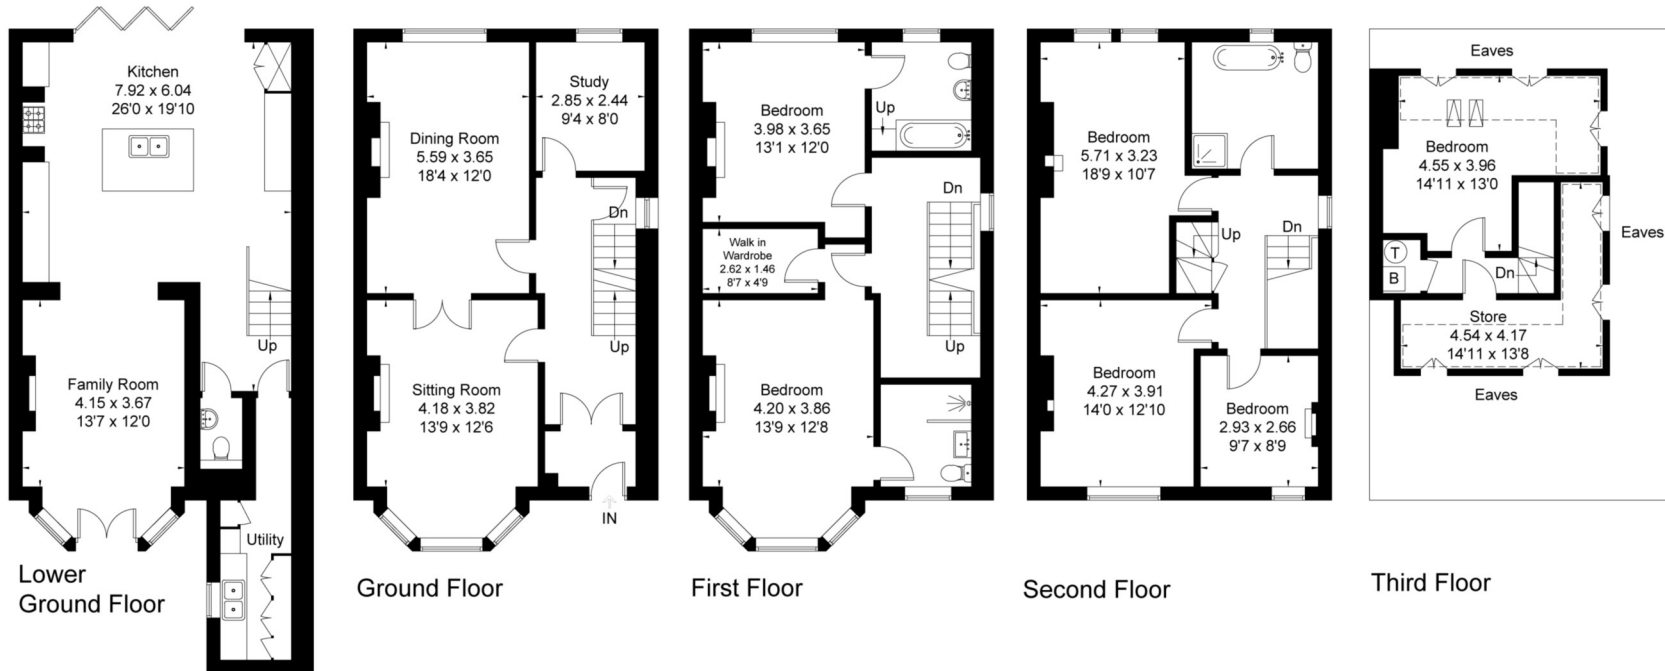 Kitchen
7.92 x 6.04
26'0 x 19'10
Up
Family Room
4.15 x 3.67
13'7 x 12'0
Utility
Lower
Ground Floor
Study
2.85 x 2.44
9'4 x 8'0
Dining Room
5.59 x 3.65
18'4 x 12'0
Dn
Up
Sitting Room
4.18 x 3.82
13'9 x 12'6
IN
Ground Floor
Bedroom
3.98 x 3.65
13'1 x 12'0
Up
Dn
Walk in
Wardrobe
2.62 x 1.46
8'7 x 4'9
Up
Bedroom
4.20 x 3.86
13'9 x 12'8
First Floor
Bedroom
5.71 x 3.23
18'9 x 10'7
Up
Dn
Bedroom
4.27 x 3.91
14'0 x 12'10
Bedroom
2.93 x 2.66
9'7 x 8'9
Second Floor
Eaves
Bedroom
4.55 x 3.96
14'11 x 13'0
Eaves
T
B
Dn
Store
4.54 x 4.17
14'11 x 13'8
Eaves
Third Floor